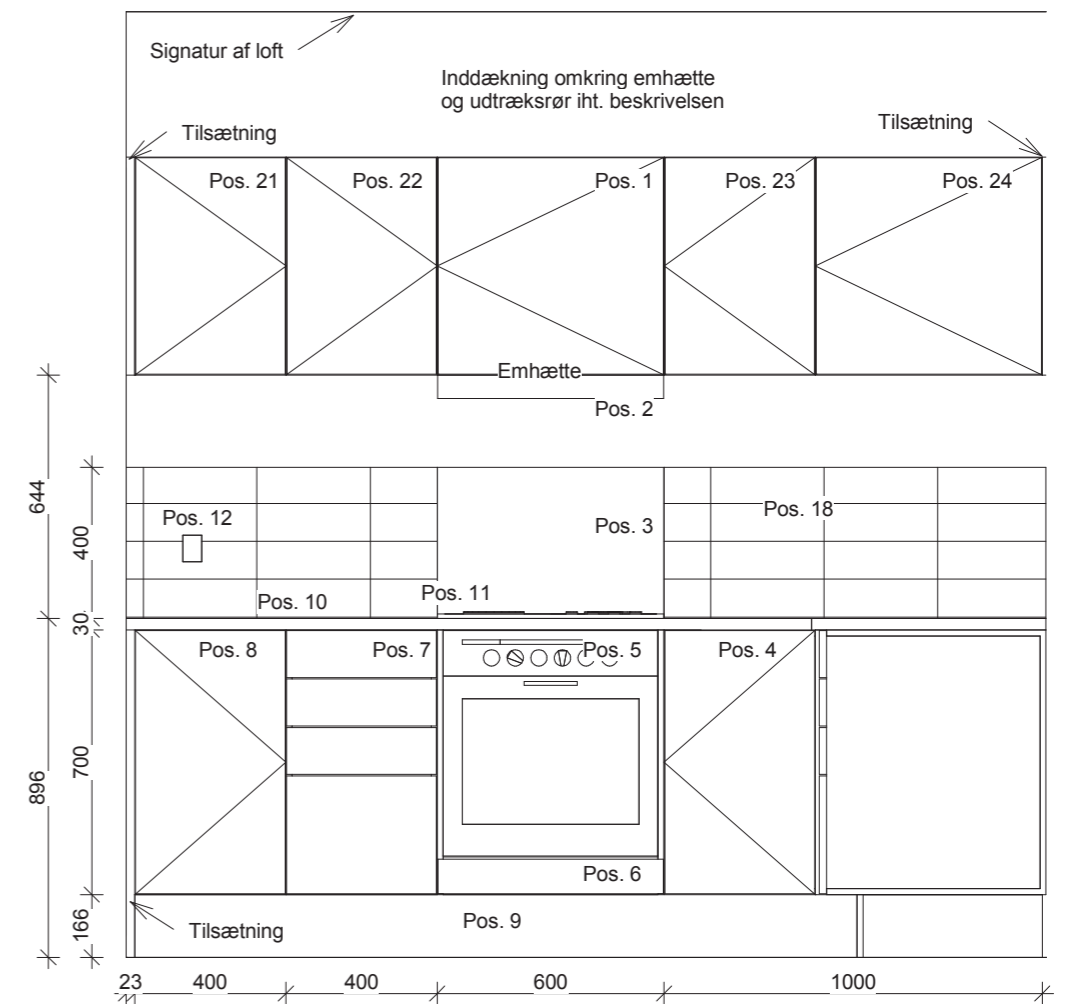 Signatur af loft
Inddækning omkring emhætte
og udtræksrør iht. beskrivelsen
Tilsætning
Tilsætning
Pos. 21
Pos. 22
Pos. 1
Pos. 23
Pos. 24
Emhætte
Pos. 2
644
400
Pos. 12
Pos. 3
Pos. 18
Pos. 11
Pos. 10
30
Pos. 8
Pos. 7
Pos. 5
Pos. 4
896
700
Pos. 6
166
Tilsætning
Pos. 9
23
400
400
600
1000